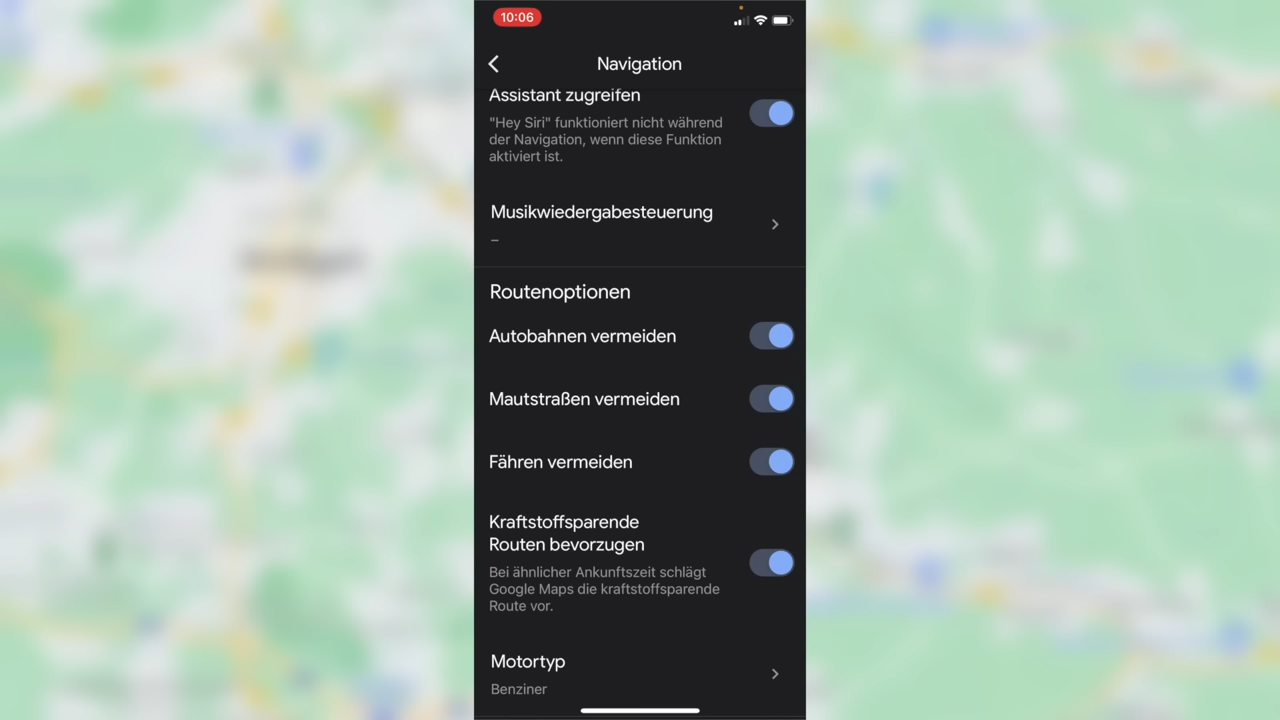 10:06
Navigation
Assistant zugreifen
"Hey Siri" funktioniert nicht während
der Navigation, wenn diese Funktion
aktiviert ist.
Musikwiedergabesteuerung
–
Routenoptionen
Autobahnen vermeiden
Mautstraßen vermeiden
Fähren vermeiden
Kraftstoffsparende
Routen bevorzugen
Bei ähnlicher Ankunftszeit schlägt
Google Maps die kraftstoffsparende
Route vor.
Motortyp
Benziner